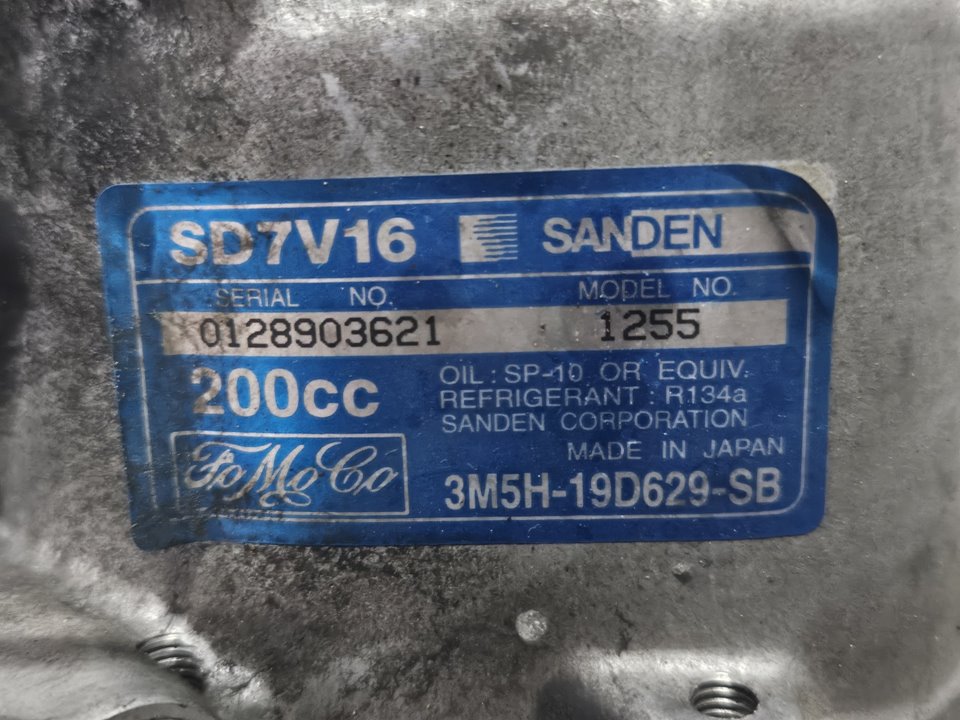 SD7V16 SANDEN
SERIAL NO. MODEL NO.
0128903621 1255
200cc
OIL : SP-10 OR EQUIV.
REFRIGERANT : R134a
SANDEN CORPORATION
MADE IN JAPAN
FoMoCo 3M5H-19D629-SB